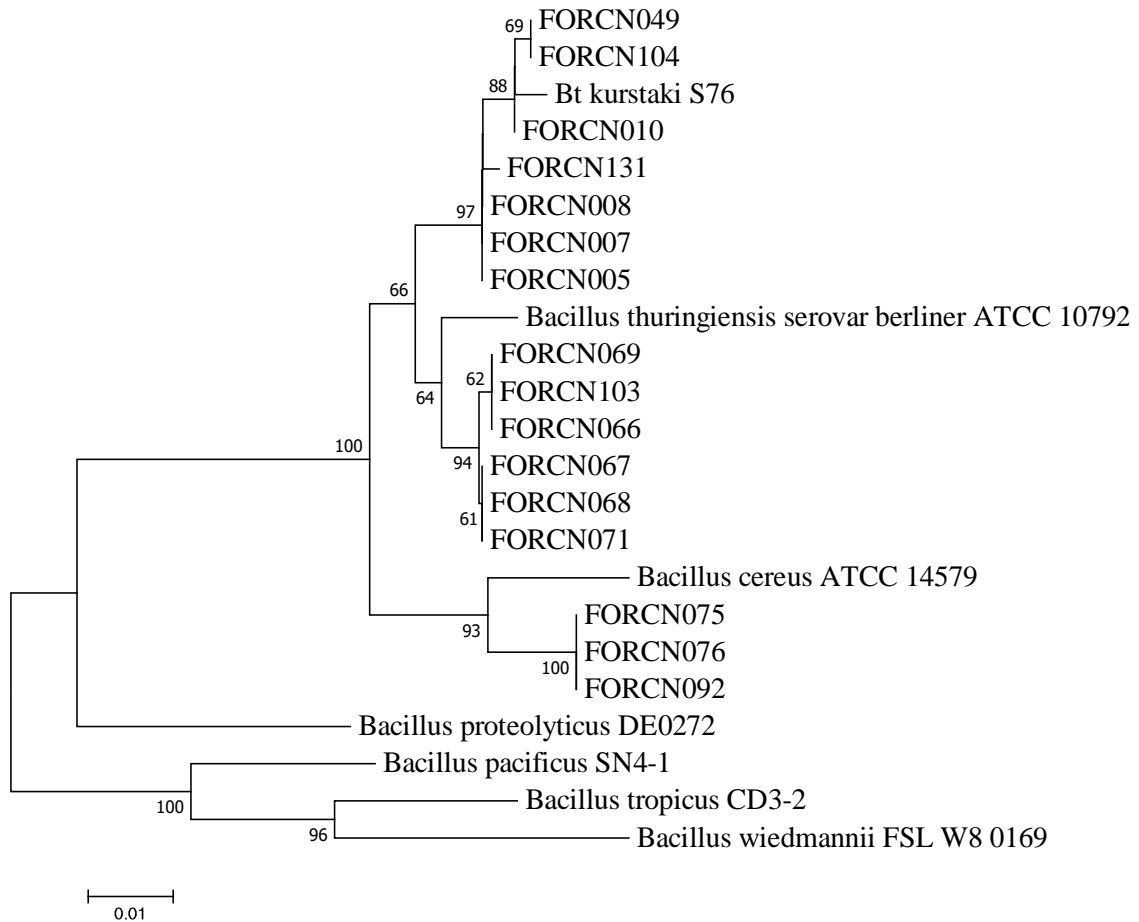 69
FORCN049
FORCN104
88
Bt kurstaki S76
FORCN010
FORCN131
FORCN008
97
FORCN007
FORCN005
66
Bacillus thuringiensis serovar berliner ATCC 10792
FORCN069
62
FORCN103
64
FORCN066
100
94
FORCN067
FORCN068
61
FORCN071
Bacillus cereus ATCC 14579
FORCN075
93
FORCN076
100
FORCN092
Bacillus proteolyticus DE0272
Bacillus pacificus SN4-1
100
Bacillus tropicus CD3-2
96
Bacillus wiedmannii FSL W8 0169
0.01